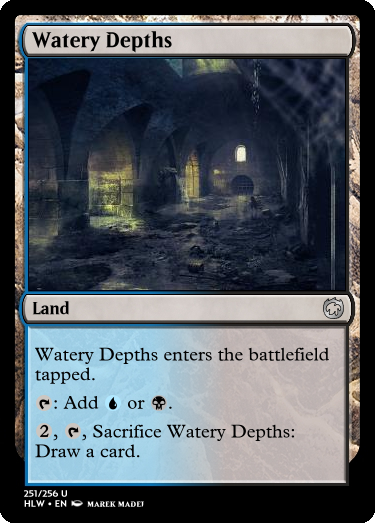 Watery Depths
Land
Watery Depths enters the battlefield
tapped.
: Add or .
2, , Sacrifice Watery Depths:
Draw a card.
251/256 U
HLW • EN MAREK MADEJ